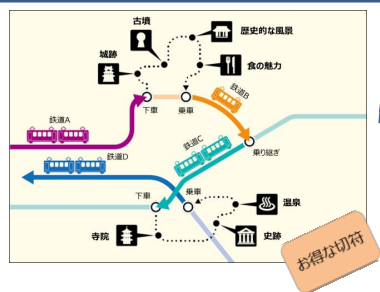 古墳
歴史的な風景
城跡
食の魅力
鉄道B
下車
乗車
鉄道A
鉄道C
乗り継ぎ
鉄道D
下車
乗車
温泉
寺院
史跡
お得な切符